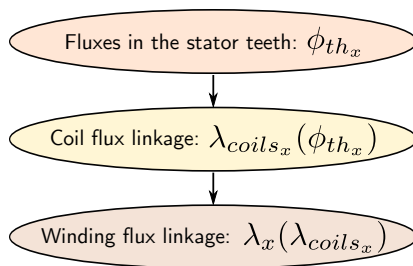 Fluxes in the stator teeth: ϕ_{th_x}
Coil flux linkage: λ_{coils_x}(ϕ_{th_x})
Winding flux linkage: λ_x(λ_{coils_x})